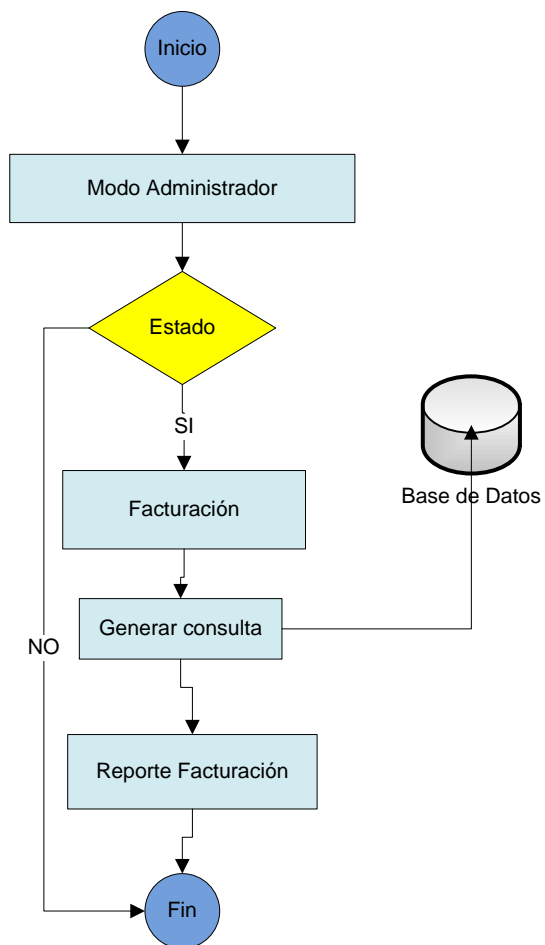 Inicio
Modo Administrador
Estado
SI
Base de Datos
Facturación
Generar consulta
NO
Reporte Facturación
Fin